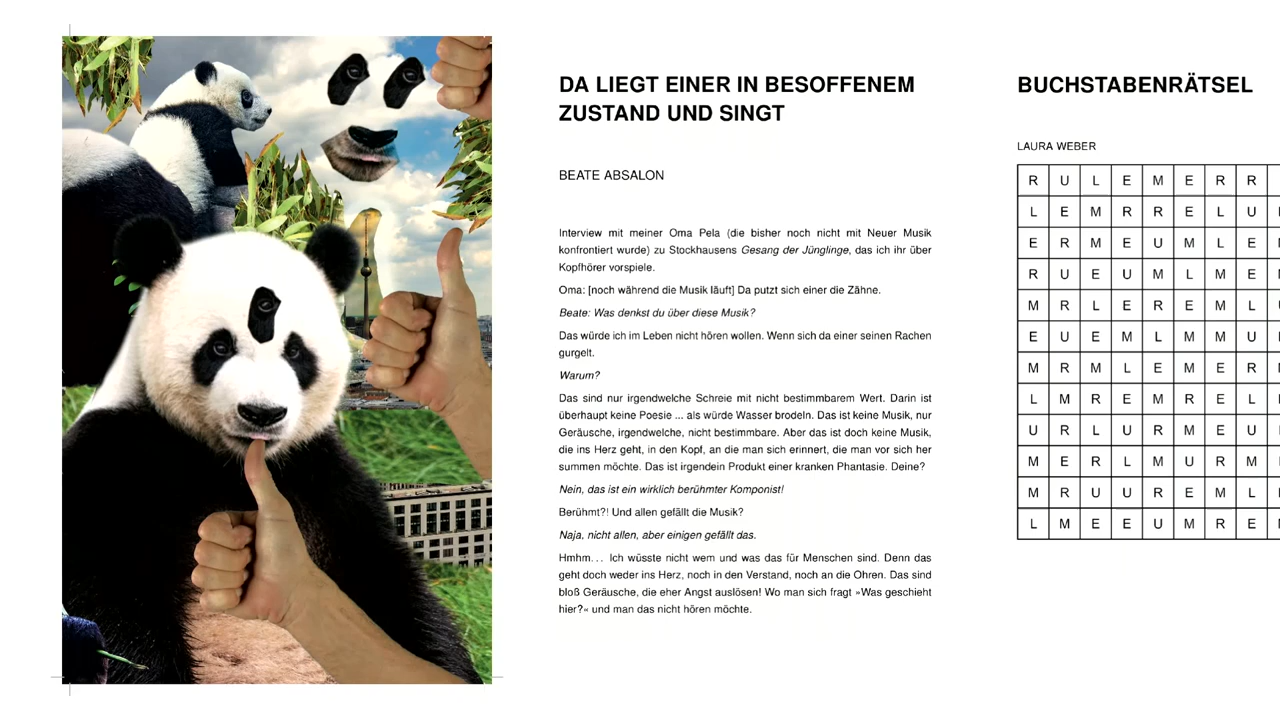 DA LIEGT EINER IN BESOFFENEM
ZUSTAND UND SINGT
BEATE ABSALON
Interview mit meiner Oma Pela (die bisher noch nicht mit Neuer Musik
konfrontiert wurde) zu Stockhausens Gesang der Jünglinge, das ich ihr über
Kopfhörer vorspiele.
Oma: [noch während die Musik läuft] Da putzt sich einer die Zähne.
Beate: Was denkst du über diese Musik?
Das würde ich im Leben nicht hören wollen. Wenn sich da einer seinen Rachen
gurgelt.
Warum?
Das sind nur irgendwelche Schreie mit nicht bestimmbarem Wert. Darin ist
überhaupt keine Poesie ... als würde Wasser brodeln. Das ist keine Musik, nur
Geräusche, irgendwelche, nicht bestimmbare. Aber das ist doch keine Musik,
die ins Herz geht, in den Kopf, an die man sich erinnert, die man vor sich her
summen möchte. Das ist irgendein Produkt einer kranken Phantasie. Deine?
Nein, das ist ein wirklich berühmter Komponist!
Berühmt?! Und allen gefällt die Musik?
Naja, nicht allen, aber einigen gefällt das.
Hmhm... Ich wüsste nicht wem und was das für Menschen sind. Denn das
geht doch weder ins Herz, noch in den Verstand, noch an die Ohren. Das sind
bloß Geräusche, die eher Angst auslösen! Wo man sich fragt »Was geschieht
hier?« und man das nicht hören möchte.
BUCHSTABENRÄTSEL
LAURA WEBER
R U L E M E R R
L E M R R E L U
E R M E U M L E
R U E U M L M E
M R L E R E M L
E U E M L M M U
M R M L E M E R
L M R E M R E L
U R L U R M E U
M E R L M U R M
M R U U R E M L
L M E E U M R E